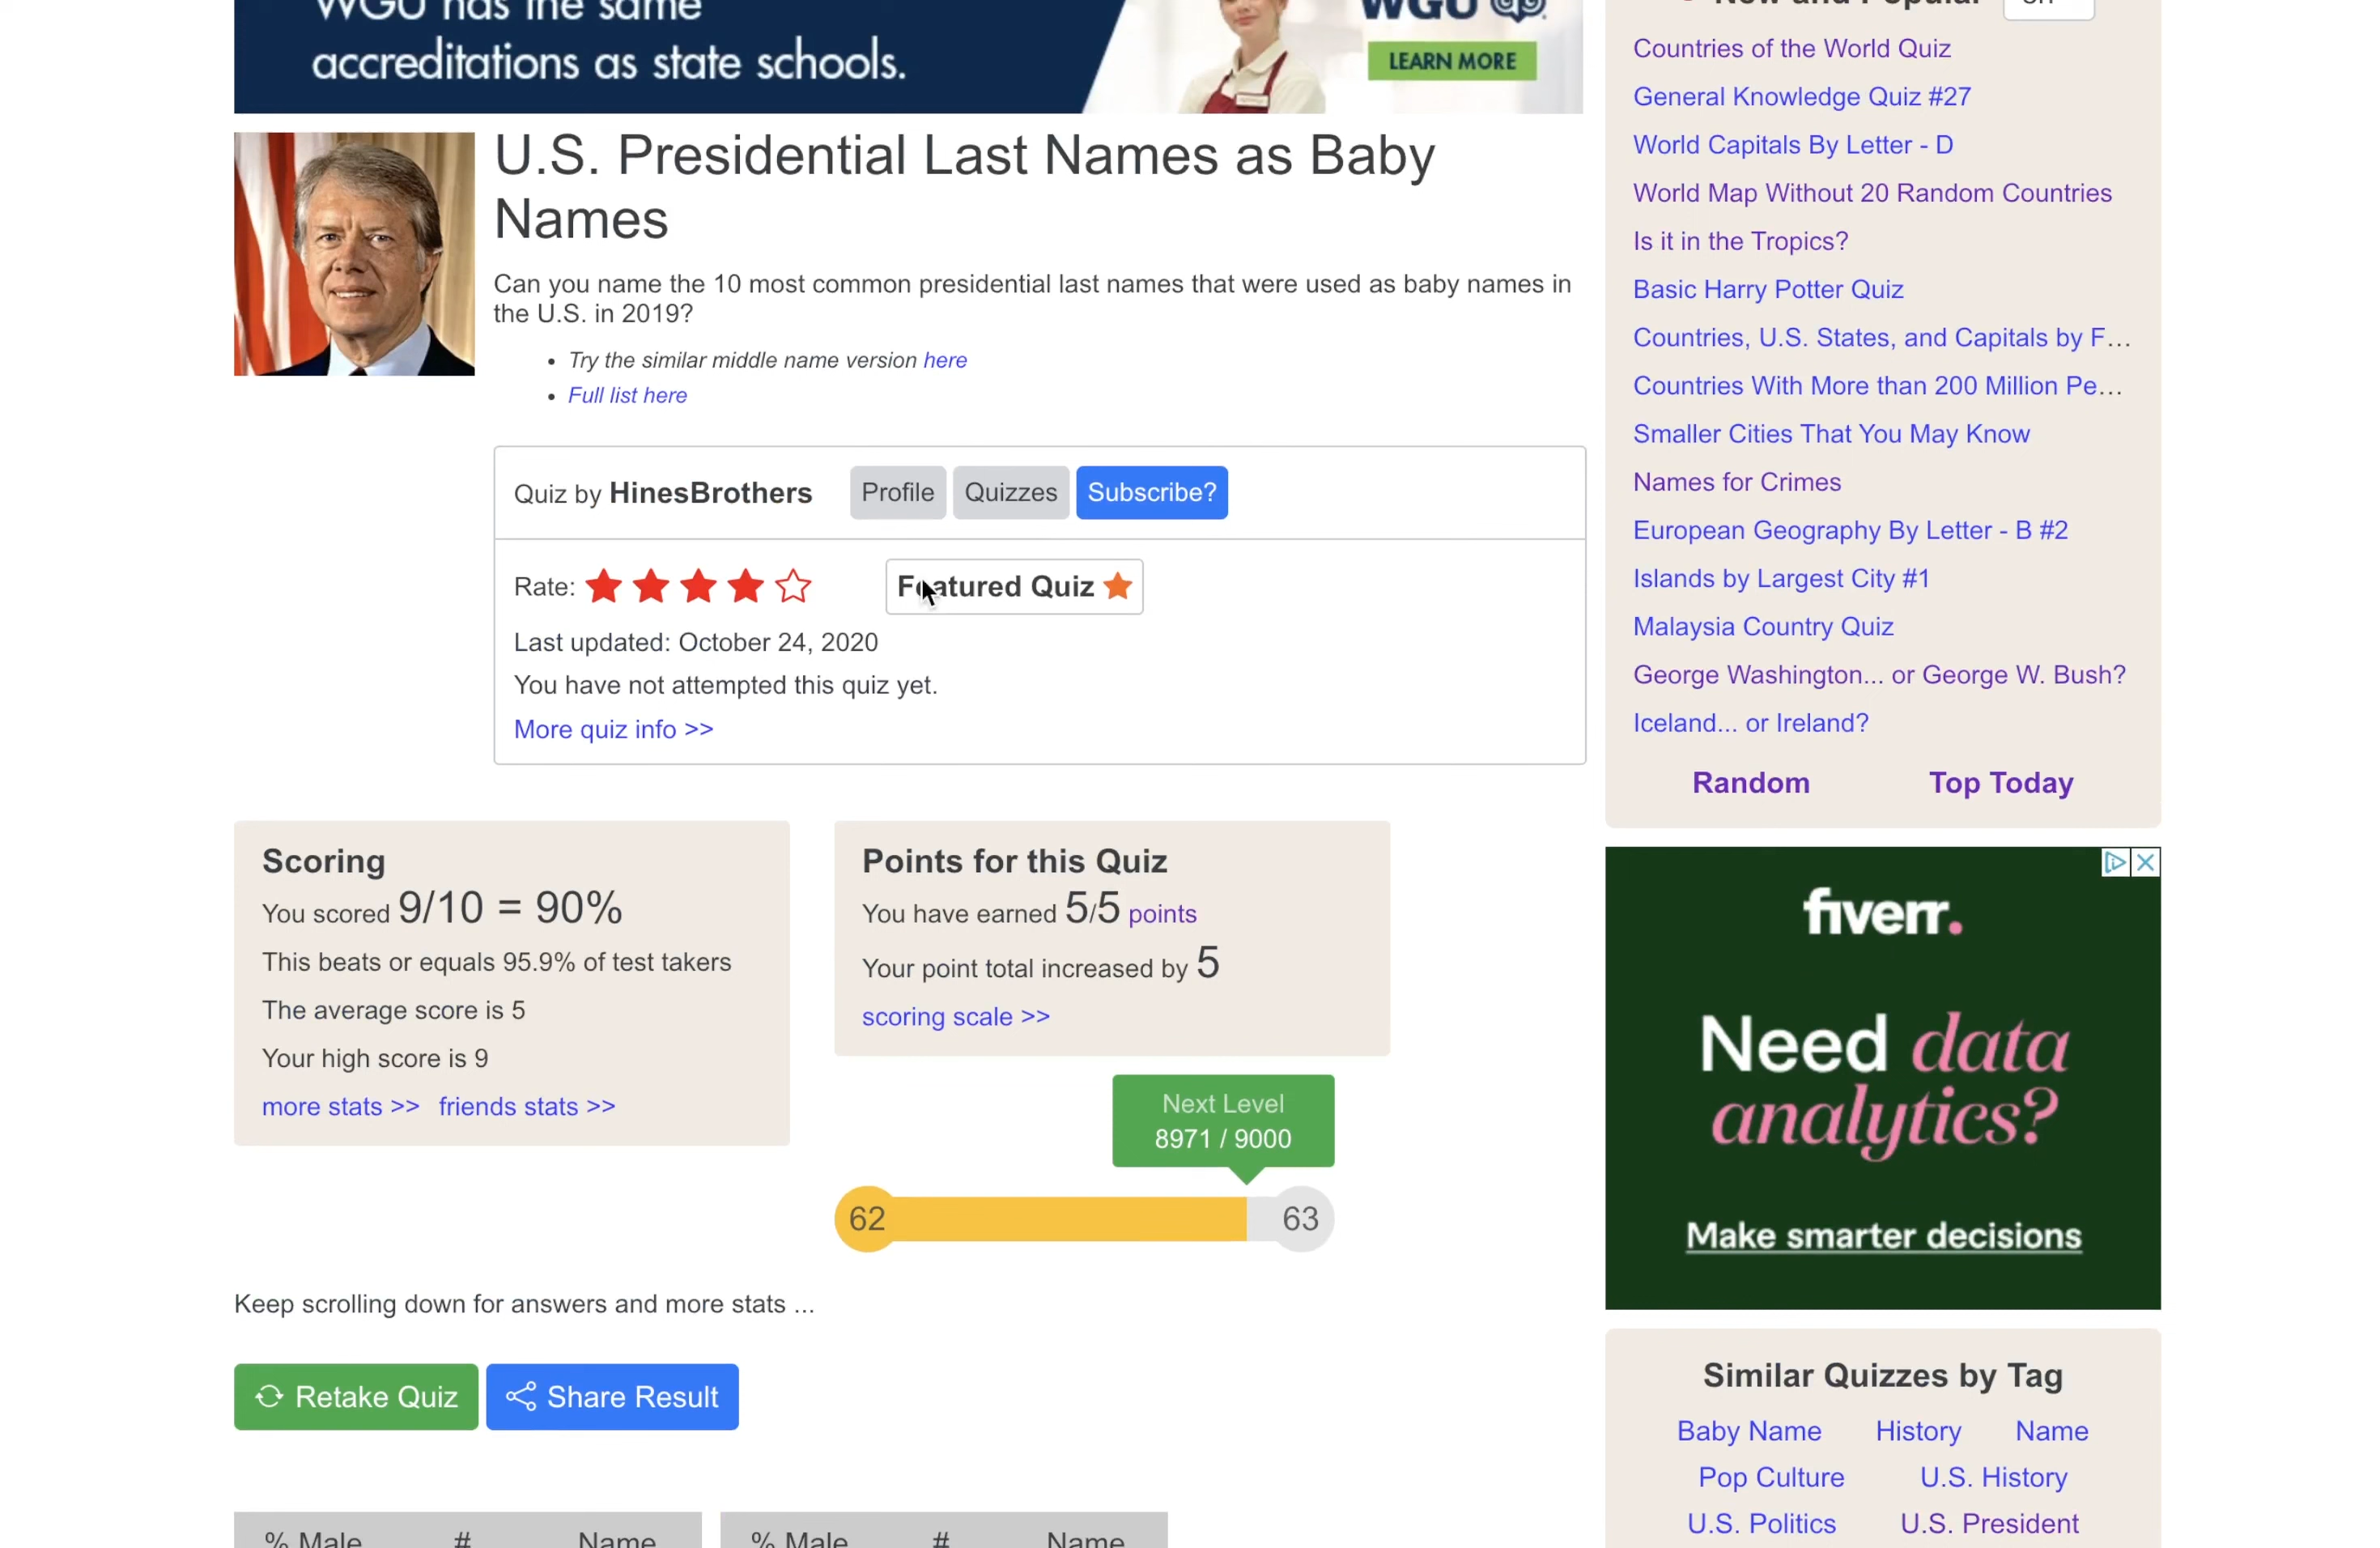 WGU has the same
accreditations as state schools.
WGU
LEARN MORE
U.S. Presidential Last Names as Baby
Names
Can you name the 10 most common presidential last names that were used as baby names in
the U.S. in 2019?
• Try the similar middle name version here
• Full list here
Quiz by HinesBrothers
Profile
Quizzes
Subscribe?
Rate:
Featured Quiz
Last updated: October 24, 2020
You have not attempted this quiz yet.
More quiz info >>
Scoring
You scored 9/10 = 90%
This beats or equals 95.9% of test takers
The average score is 5
Your high score is 9
more stats >> friends stats >>
Points for this Quiz
You have earned 5/5 points
Your point total increased by 5
scoring scale >>
Next Level
8971 / 9000
62
63
Keep scrolling down for answers and more stats ...
Retake Quiz
Share Result
% Male # Name
% Male # Name
New and Popular
on
Countries of the World Quiz
General Knowledge Quiz #27
World Capitals By Letter - D
World Map Without 20 Random Countries
Is it in the Tropics?
Basic Harry Potter Quiz
Countries, U.S. States, and Capitals by F...
Countries With More than 200 Million Pe...
Smaller Cities That You May Know
Names for Crimes
European Geography By Letter - B #2
Islands by Largest City #1
Malaysia Country Quiz
George Washington... or George W. Bush?
Iceland... or Ireland?
Random Top Today
fiverr.
Need data
analytics?
Make smarter decisions
Similar Quizzes by Tag
Baby Name History Name
Pop Culture U.S. History
U.S. Politics U.S. President